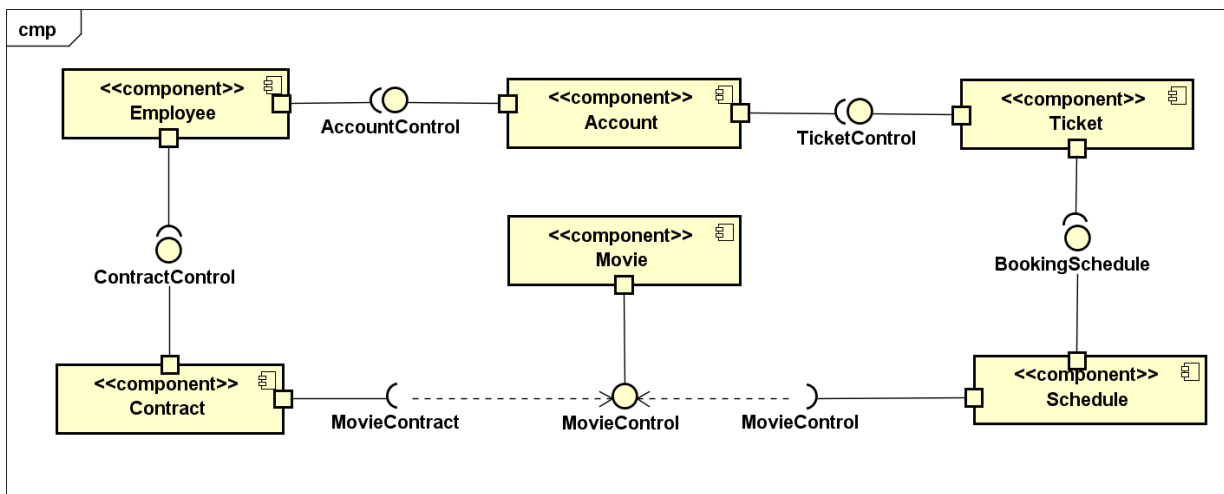 cmp
<<component>>
Employee
AccountControl
<<component>>
Account
TicketControl
<<component>>
Ticket
ContractControl
<<component>>
Movie
BookingSchedule
<<component>>
Contract
MovieContract
MovieControl
MovieControl
<<component>>
Schedule